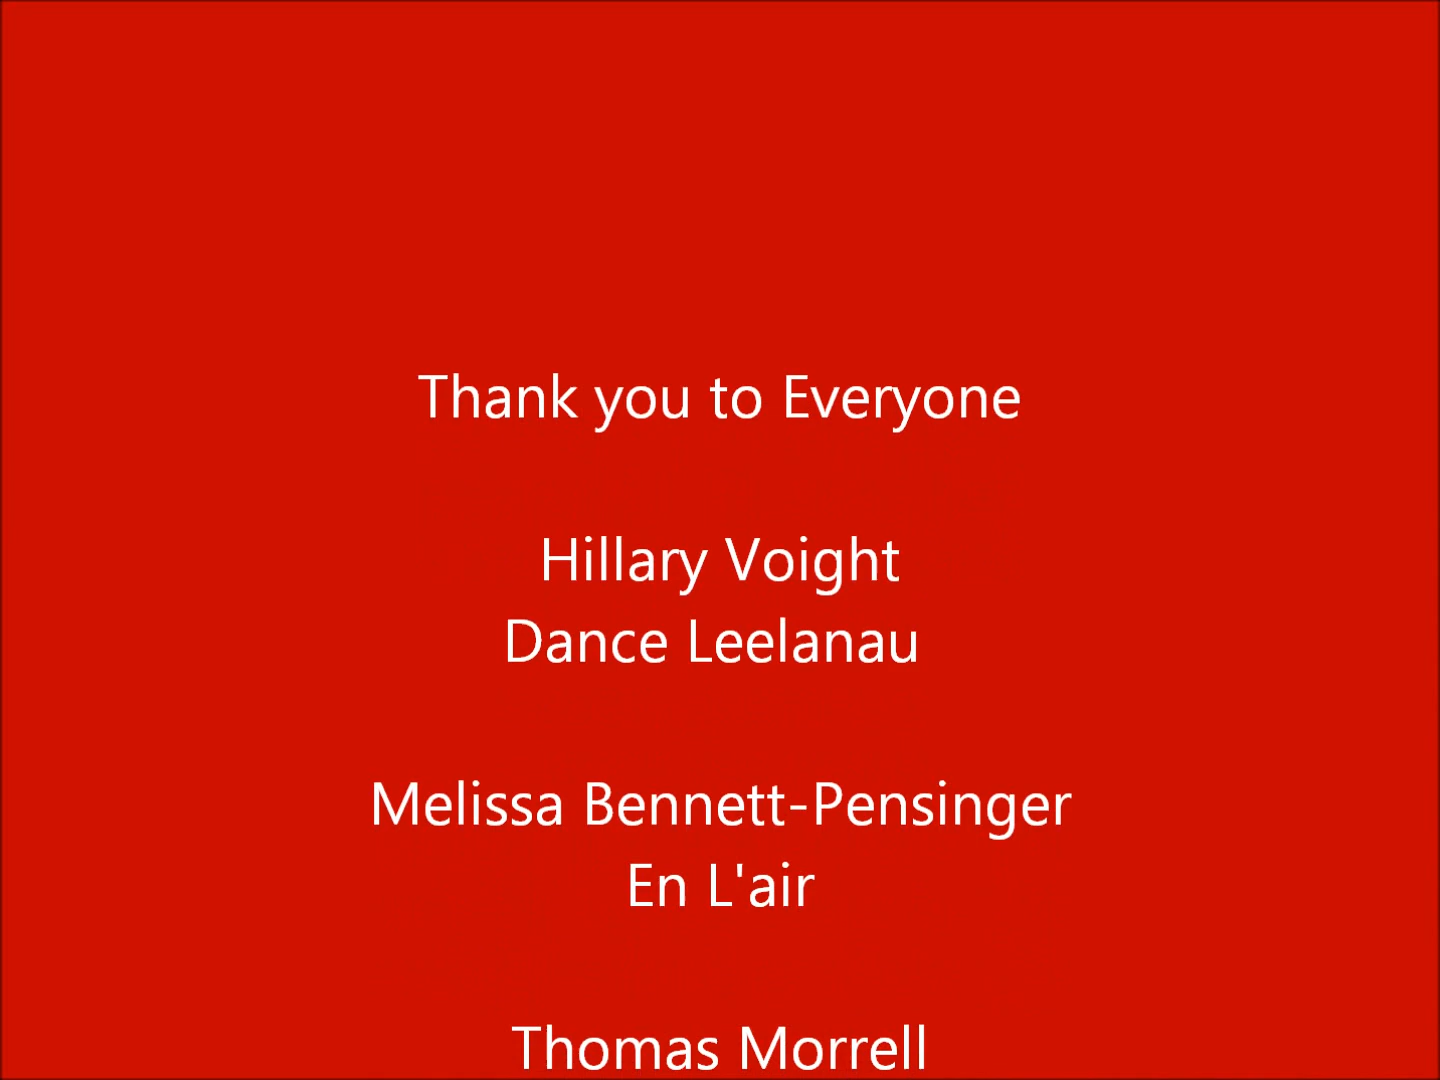 Thank you to Everyone
Hillary Voight
Dance Leelanau
Melissa Bennett-Pensinger
En L'air
Thomas Morrell